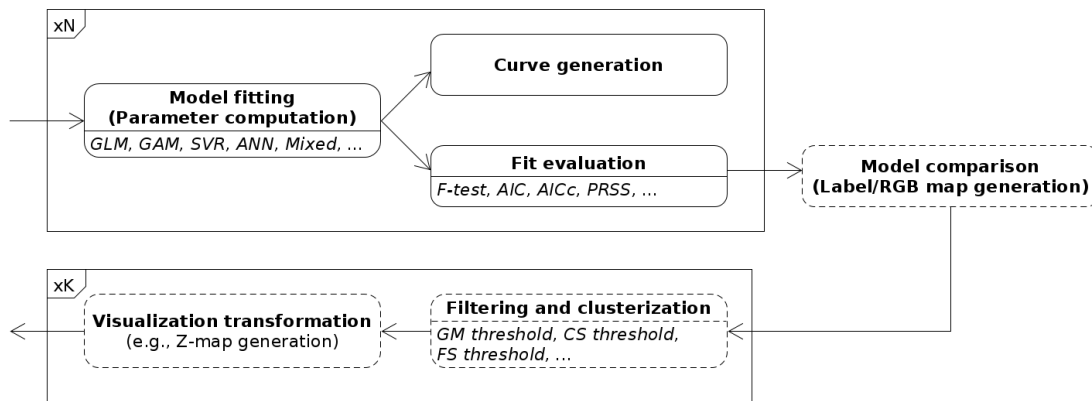 xN
Curve generation
Model fitting
(Parameter computation)
GLM, GAM, SVR, ANN, Mixed, ...
Fit evaluation
F-test, AIC, AICc, PRSS, ...
Model comparison
(Label/RGB map generation)
xK
Visualization transformation
(e.g., Z-map generation)
Filtering and clusterization
GM threshold, CS threshold,
FS threshold, ...